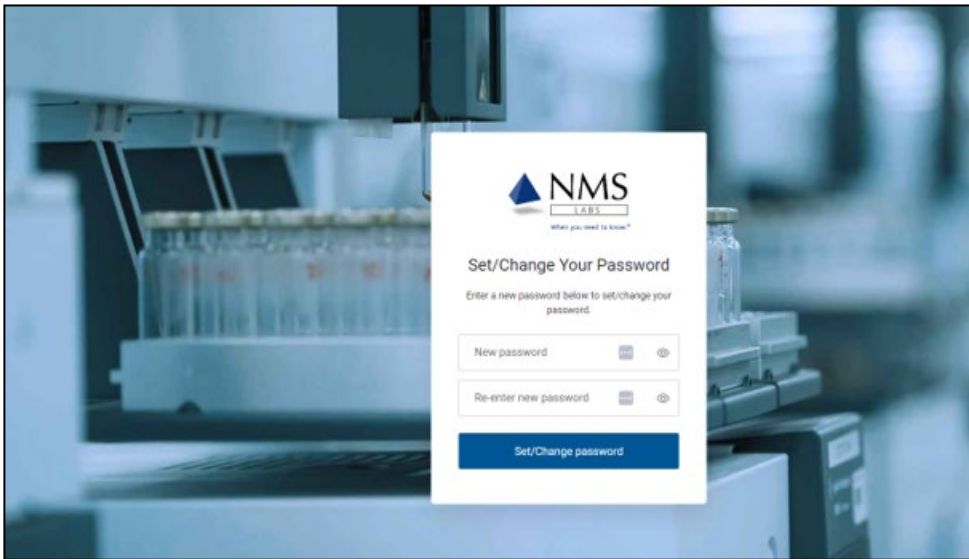 NMS
LABS
When you need to know.®
Set/Change Your Password
Enter a new password below to set/change your
password.
New password
Re-enter new password
Set/Change password